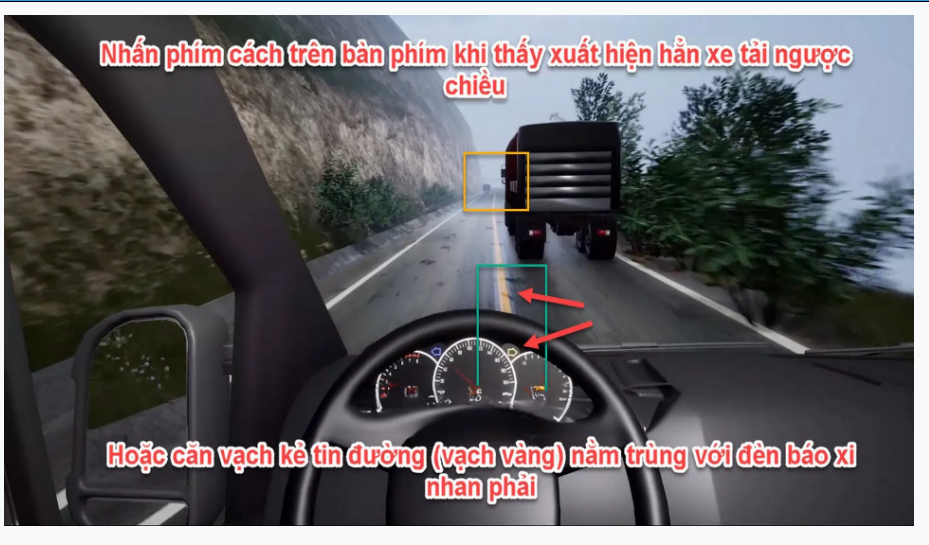 Nhấn phím cách trên bàn phím khi thấy xuất hiện hẳn xe tải ngược
chiều
Hoặc căn vạch kẻ tin đường (vạch vàng) nằm trùng với đèn báo xi
nhan phải